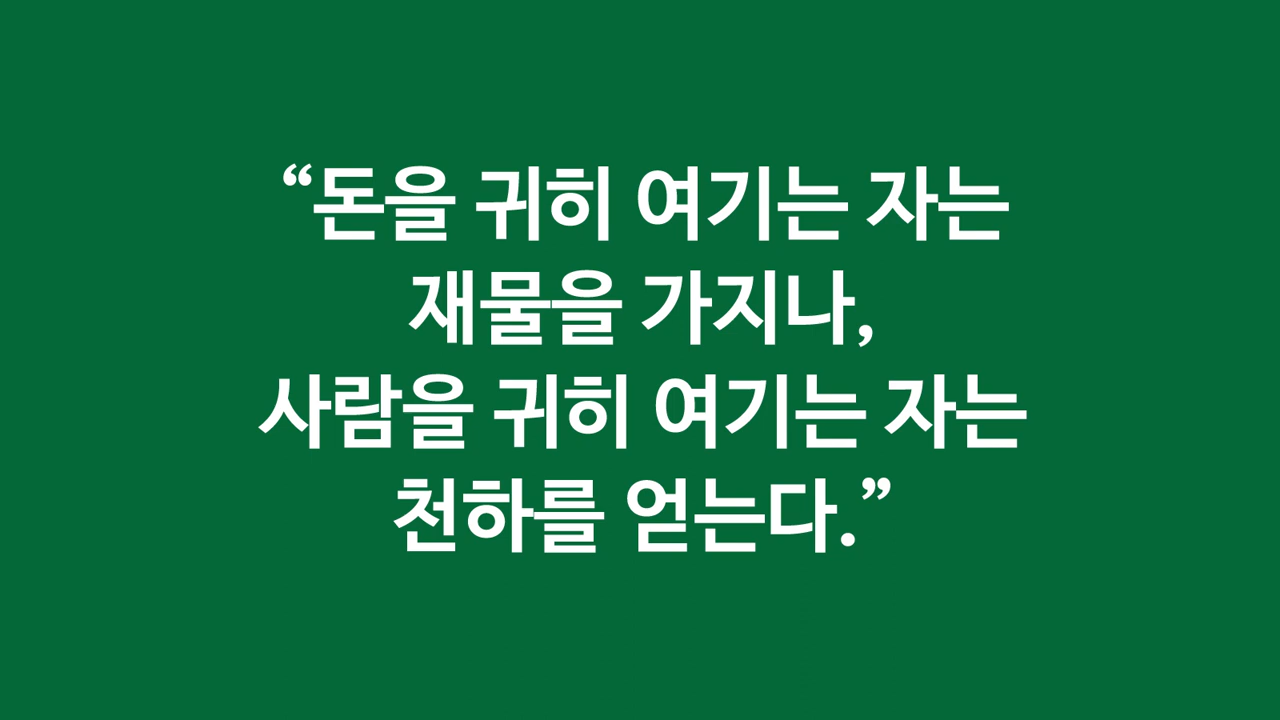 “돈을 귀히 여기는 자는
재물을 가지나,
사람을 귀히 여기는 자는
천하를 얻는다.”